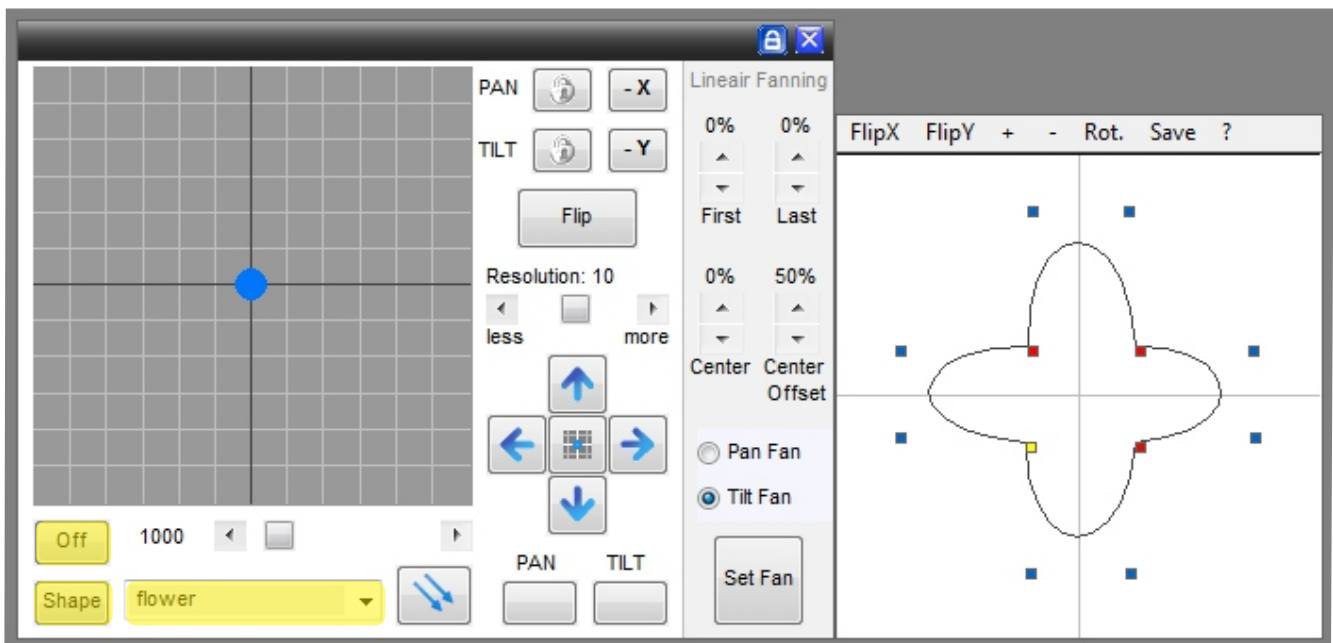 PAN
- X
TILT
- Y
Flip
Resolution: 10
less more
PAN TILT
Off 1000
Shape flower
Lineair Fanning
0% 0%
First Last
0% 50%
Center Center
Offset
Pan Fan
Tilt Fan
Set Fan
FlipX FlipY + - Rot. Save ?